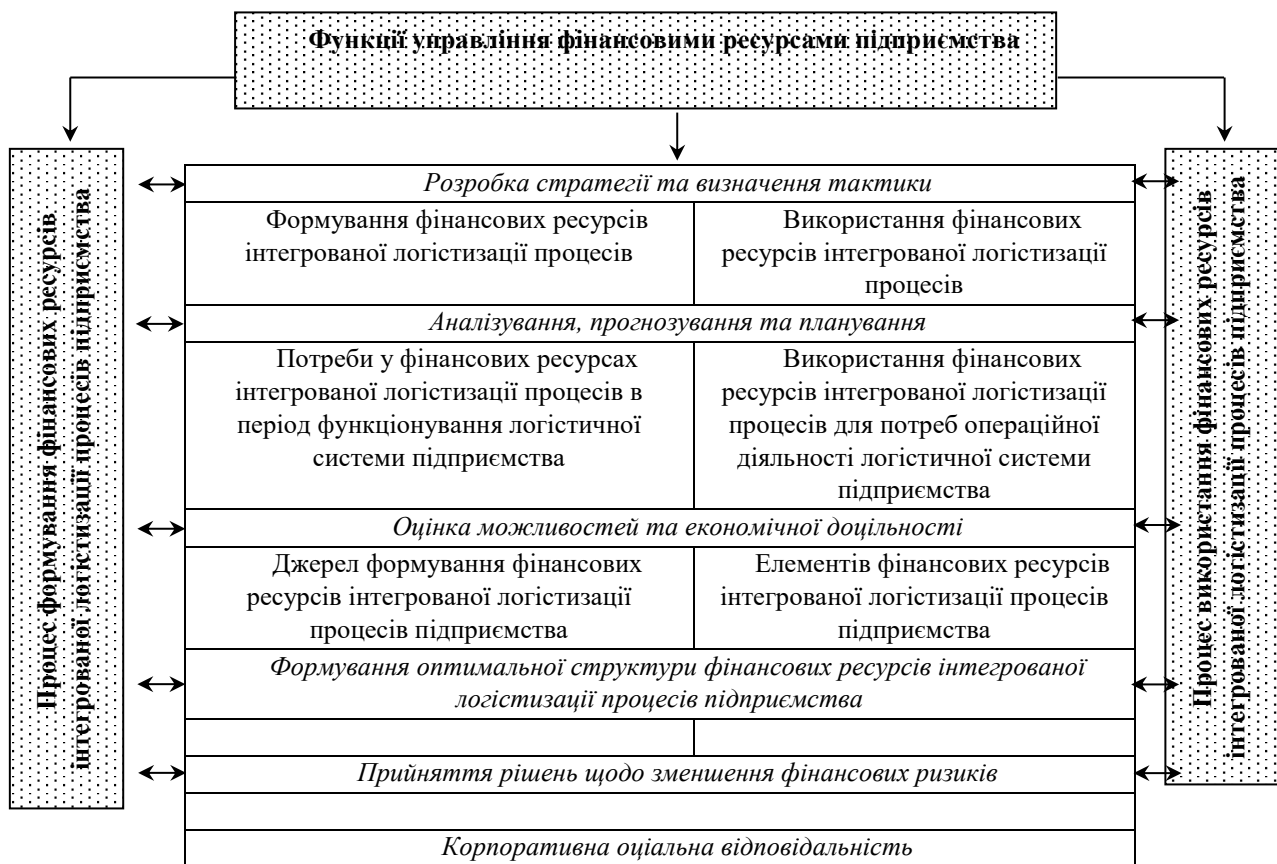 Функції управління фінансовими ресурсами підприємства
Процес формування фінансових ресурсів
інтегрованої логістизації процесів підприємства
Розробка стратегії та визначення тактики
Формування фінансових ресурсів
інтегрованої логістизації процесів
Використання фінансових
ресурсів інтегрованої логістизації
процесів
Аналізування, прогнозування та планування
Потреби у фінансових ресурсах
інтегрованої логістизації процесів в
період функціонування логістичної
системи підприємства
Використання фінансових
ресурсів інтегрованої логістизації
процесів для потреб операційної
діяльності логістичної системи
підприємства
Оцінка можливостей та економічної доцільності
Джерел формування фінансових
ресурсів інтегрованої логістизації
процесів підприємства
Елементів фінансових ресурсів
інтегрованої логістизації процесів
підприємства
Формування оптимальної структури фінансових ресурсів інтегрованої
логістизації процесів підприємства
Прийняття рішень щодо зменшення фінансових ризиків
Корпоративна оціальна відповідальність
Процес використання фінансових ресурсів
інтегрованої логістизації процесів підприємства